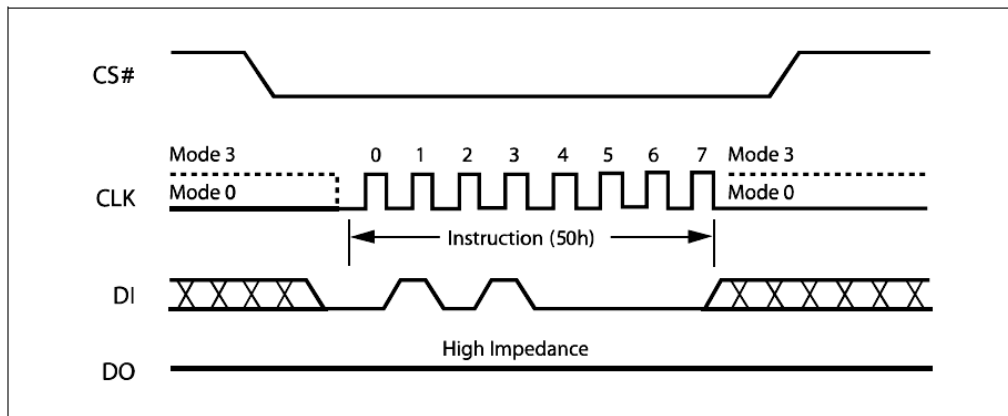 CS#
Mode 3 0 1 2 3 4 5 6 7 Mode 3
CLK Mode 0 Mode 0
Instruction (50h)
DI
High Impedance
DO